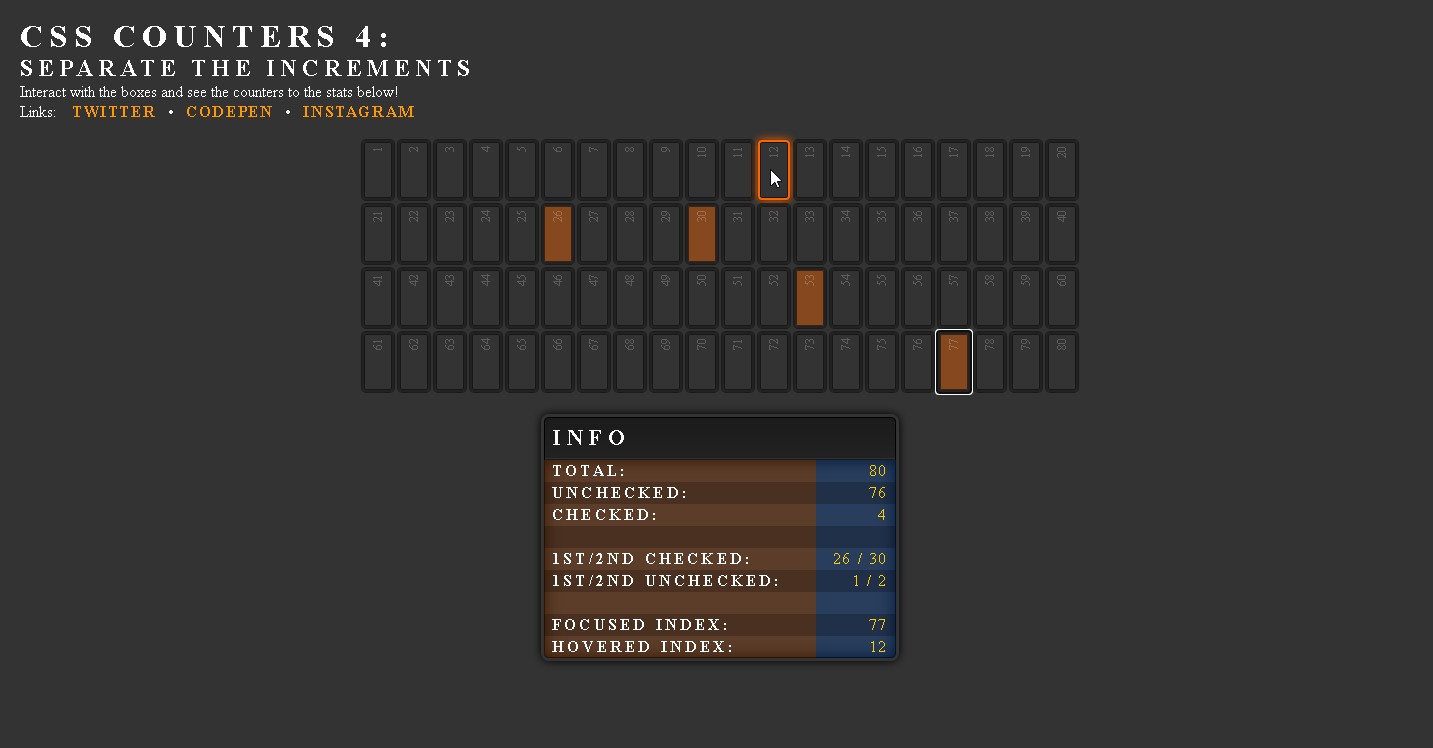 CSS COUNTERS 4:
SEPARATE THE INCREMENTS
Interact with the boxes and see the counters to the stats below!
Links: TWITTER • CODEPEN • INSTAGRAM
1 2 3 4 5 6 7 8 9 10 11 12 13 14 15 16 17 18 19 20
21 22 23 24 25 26 27 28 29 30 31 32 33 34 35 36 37 38 39 40
41 42 43 44 45 46 47 48 49 50 51 52 53 54 55 56 57 58 59 60
61 62 63 64 65 66 67 68 69 70 71 72 73 74 75 76 77 78 79 80
INFO
TOTAL: 80
UNCHECKED: 76
CHECKED: 4
1ST/2ND CHECKED: 26 / 30
1ST/2ND UNCHECKED: 1 / 2
FOCUSED INDEX: 77
HOVERED INDEX: 12